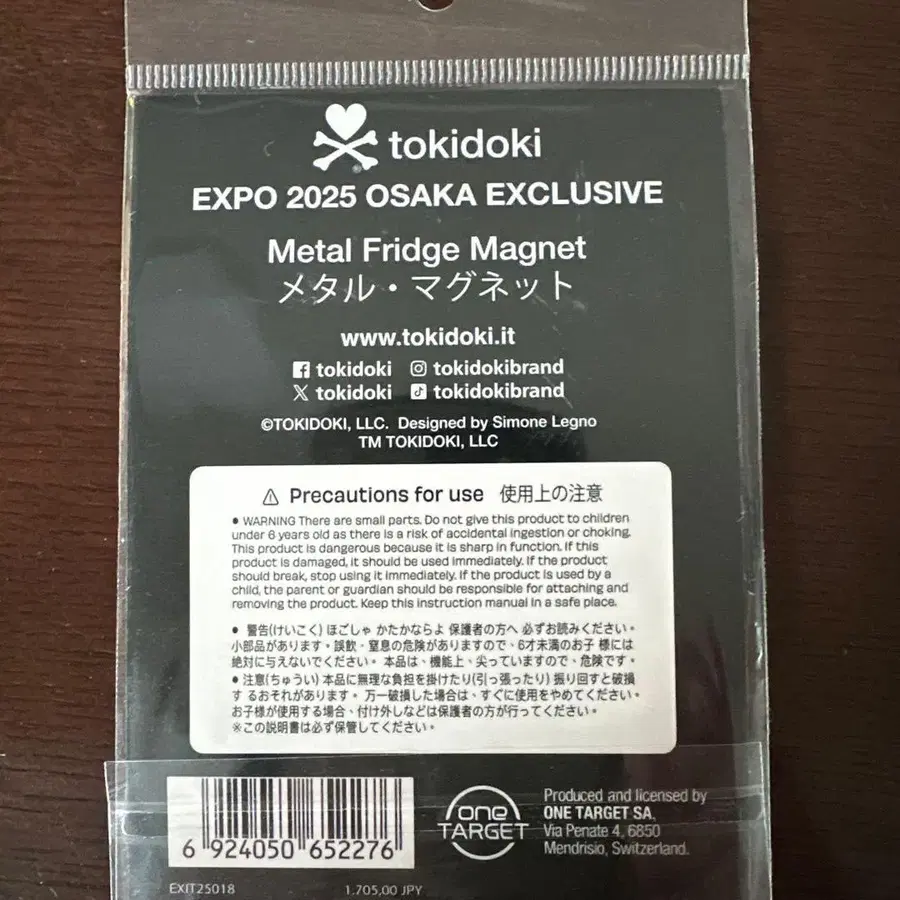 tokidoki
EXPO 2025 OSAKA EXCLUSIVE
Metal Fridge Magnet
メタル・マグネット
www.tokidoki.it
tokidoki tokidokibrand
tokidoki tokidokibrand
©TOKIDOKI, LLC. Designed by Simone Legno
TM TOKIDOKI, LLC
⚠ Precautions for use 使用上の注意
● WARNING There are small parts. Do not give this product to children
under 6 years old as there is a risk of accidental ingestion or choking.
This product is dangerous because it is sharp in function. If this
product is damaged, it should be used immediately. If the product
should break, stop using it immediately. If the product is used by a
child, the parent or guardian should be responsible for attaching and
removing the product. Keep this instruction manual in a safe place.
● 警告(けいこく) ほごしゃ かたかならよ 保護者の方へ 必ずお読みください。
小部品があります。誤飲、窒息の危険がありますので、6才未満のお子 様には
絶対に与えないでください。 本品は、機能上、尖っていますので、危険です。
● 注意(ちゅうい) 本品に無理な負担を掛けたり(引っ張ったり) 振り回すと破損
するおそれがあります。 万一破損した場合は、すぐに使用をやめてください。
お子様が使用する場合、付け外しなどは保護者の方が行ってください。
※この説明書は必ず保管してください。
6 924050 652276
EXIT25018 1.705,00 JPY
one
TARGET
Produced and licensed by
ONE TARGET SA.
Via Penate 4, 6850
Mendrisio, Switzerland.